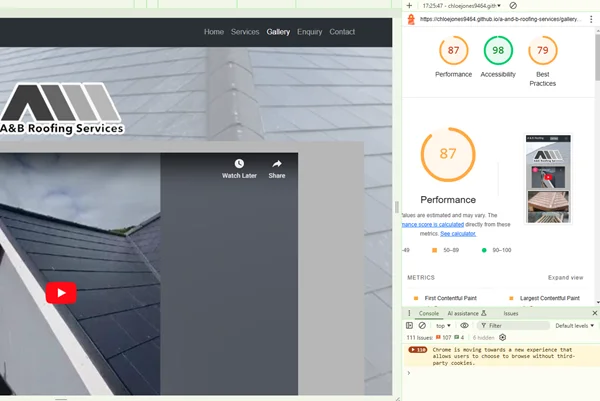 Home Services Gallery Enquiry Contact
A&B Roofing Services
Watch Later Share
17:25:47 - chloejones9464.gith
https://chloejones9464.github.io/a-and-b-roofing-services/gallery...
87 98 79
Performance Accessibility Best Practices
87
Performance
Values are estimated and may vary. The
mance score is calculated directly from these
metrics. See calculator.
-49 50–89 90–100
METRICS Expand view
First Contentful Paint Largest Contentful Paint
Console AI assistance Issues
top Filter Default levels
111 Issues: 107 4 6 hidden
110 Chrome is moving towards a new experience that
allows users to choose to browse without third-
party cookies.